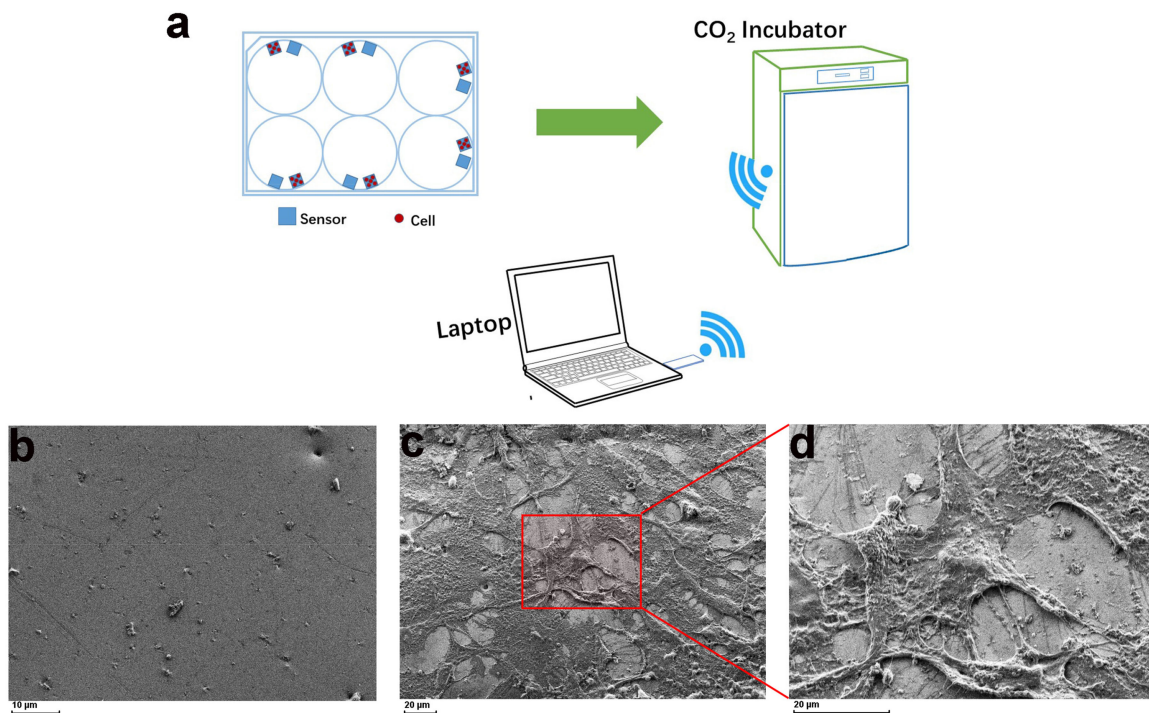 a
CO₂ Incubator
Sensor
Cell
Laptop
b
c
d
10 µm
20 µm
20 µm